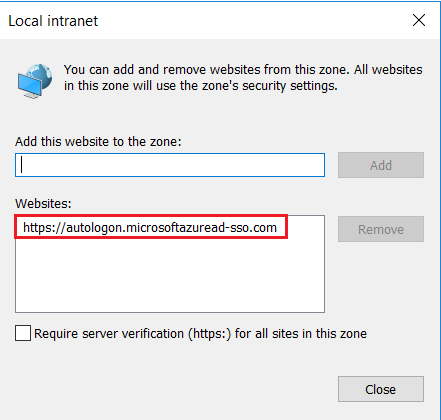 Local intranet
You can add and remove websites from this zone. All websites
in this zone will use the zone's security settings.
Add this website to the zone:
Add
Websites:
https://autologon.microsoftazuread-sso.com
Remove
Require server verification (https:) for all sites in this zone
Close